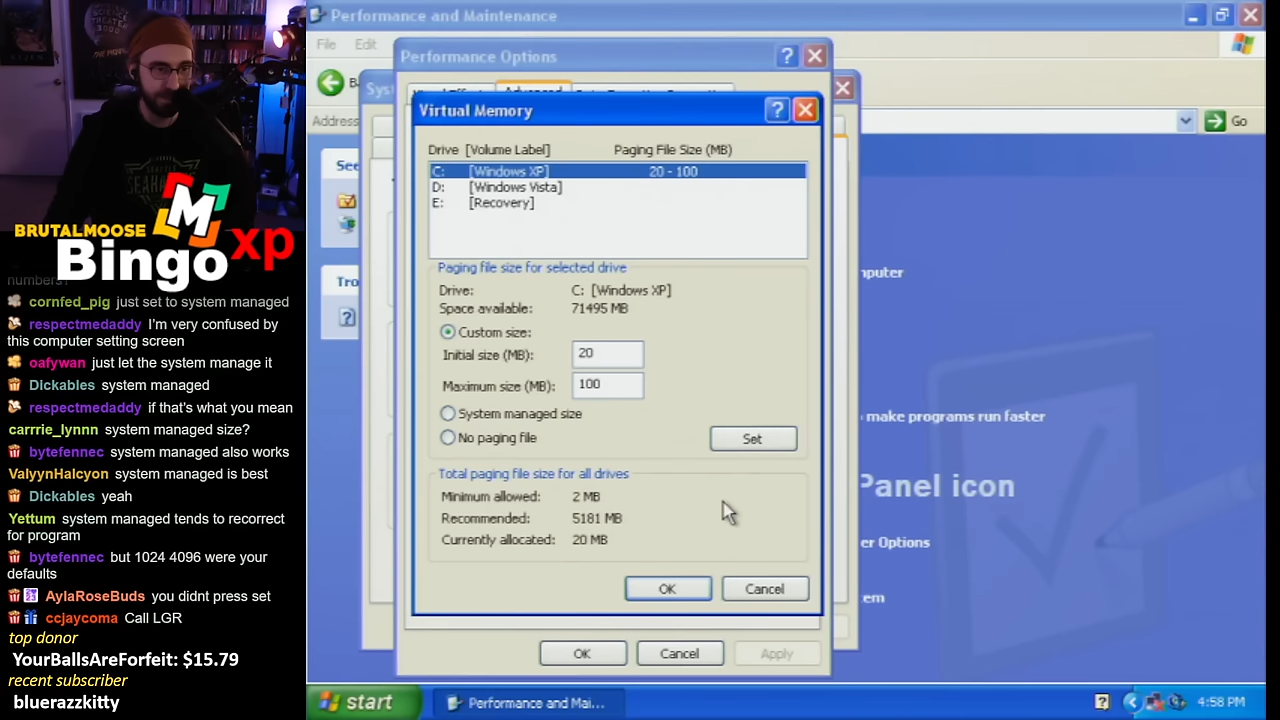 Performance and Maintenance
File Edit
Address
Go
Performance Options
Advanced
Virtual Memory
Drive [Volume Label] Paging File Size (MB)
C: [Windows XP] 20 - 100
D: [Windows Vista]
E: [Recovery]
Paging file size for selected drive
Drive: C: [Windows XP]
Space available: 71495 MB
Custom size:
Initial size (MB): 20
Maximum size (MB): 100
System managed size
No paging file
Set
Total paging file size for all drives
Minimum allowed: 2 MB
Recommended: 5181 MB
Currently allocated: 20 MB
OK Cancel
OK Cancel Apply
make programs run faster
Panel icon
er Options
start
Performance and Mai...
4:58 PM
BRUTALMOOSE
M
Bingo xp
numbers?
cornfed_pig just set to system managed
respectmedaddy I'm very confused by
this computer setting screen
oafywan just let the system manage it
Dickables system managed
respectmedaddy if that's what you mean
carrrie_lynnn system managed size?
bytefennec system managed also works
ValyynHalcyon system managed is best
Dickables yeah
Yettum system managed tends to recorrect
for program
bytefennec but 1024 4096 were your
defaults
AylaRoseBuds you didnt press set
ccjaycoma Call LGR
top donor
YourBallsAreForfeit: $15.79
recent subscriber
bluerazzkitty